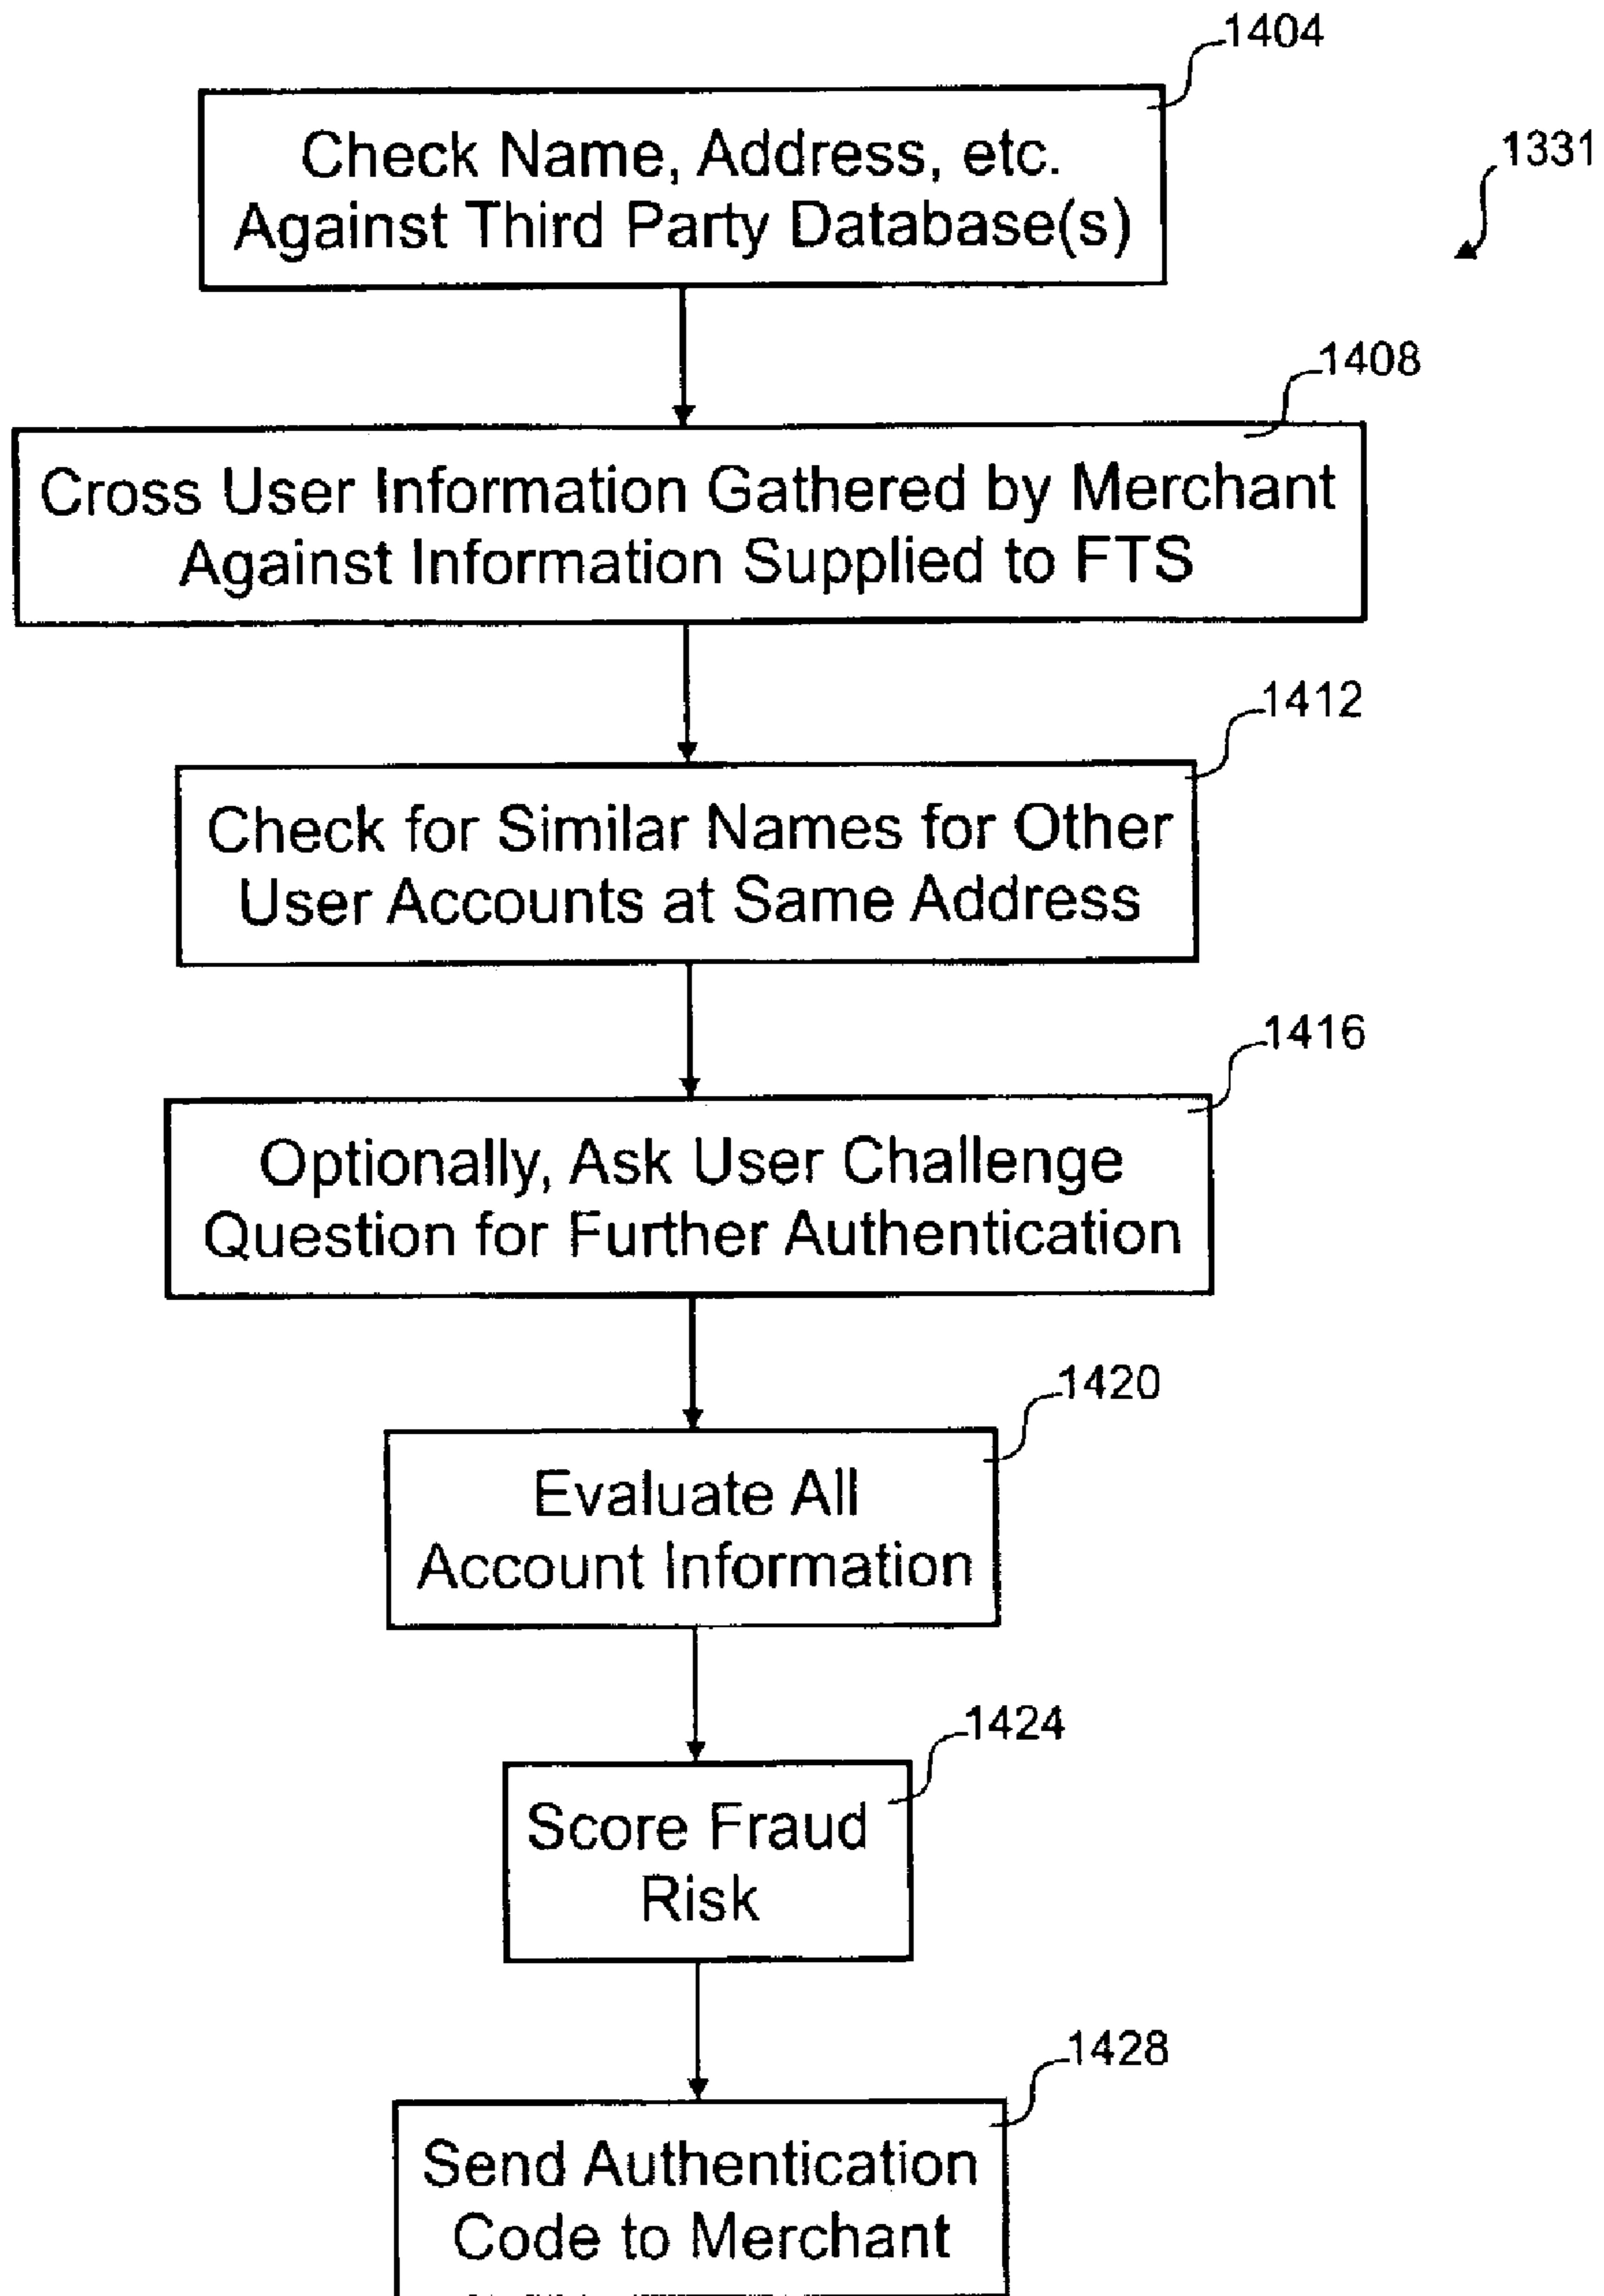 1404
Check Name, Address, etc.
Against Third Party Database(s)
1331
1408
Cross User Information Gathered by Merchant
Against Information Supplied to FTS
1412
Check for Similar Names for Other
User Accounts at Same Address
1416
Optionally, Ask User Challenge
Question for Further Authentication
1420
Evaluate All
Account Information
1424
Score Fraud
Risk
1428
Send Authentication
Code to Merchant